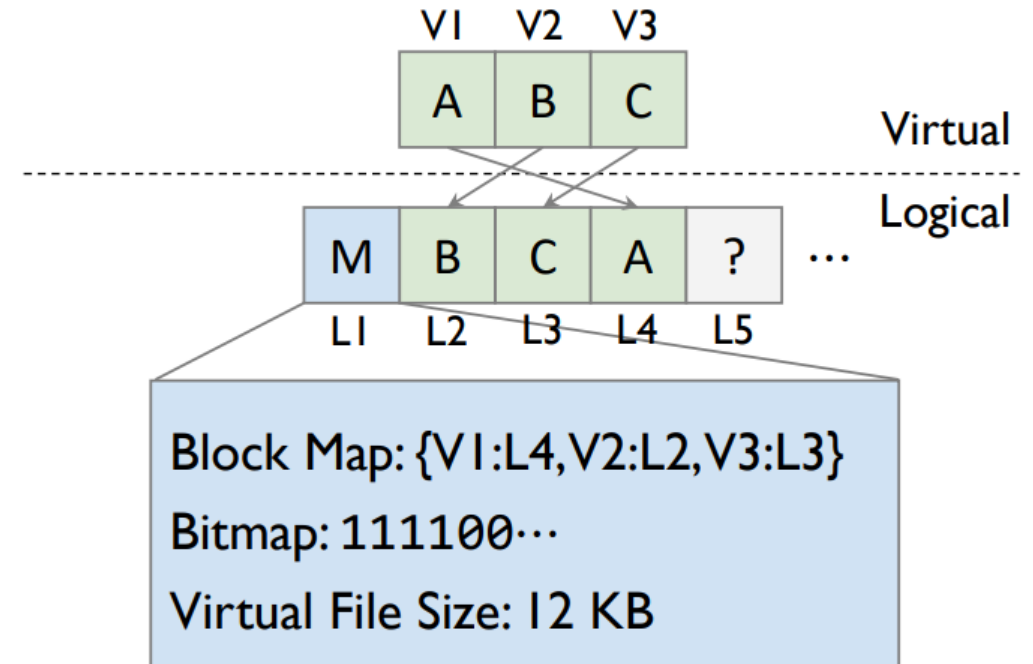 V1 V2 V3
A B C
Virtual
Logical
M B C A ? ...
L1 L2 L3 L4 L5
Block Map: {V1:L4,V2:L2,V3:L3}
Bitmap: 111100...
Virtual File Size: 12 KB